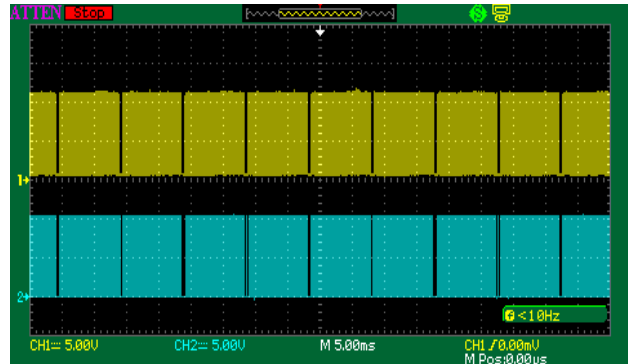 ATTEN Stop
1
2
f <10Hz
CH1 5.00V CH2 5.00V M 5.00ms CH1 / 0.00mV
M Pos:0.00us